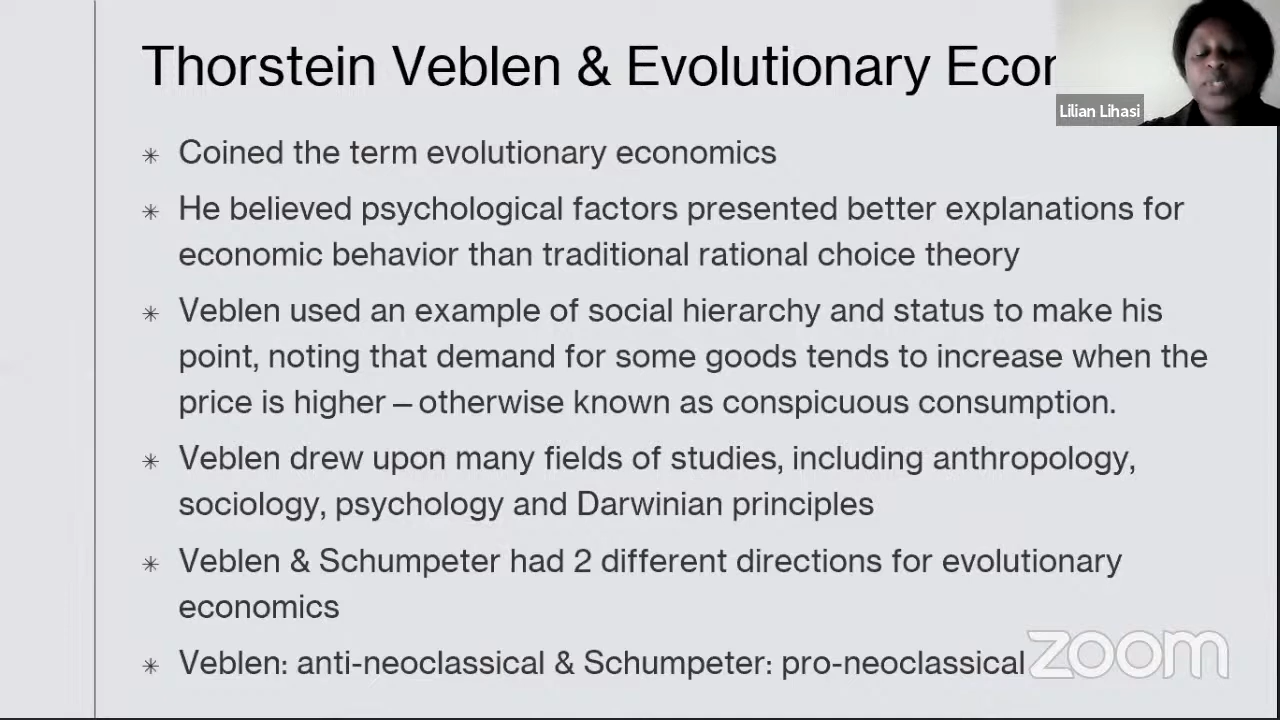 Thorstein Veblen & Evolutionary
Lilian Lihasi
✳ Coined the term evolutionary economics
✳ He believed psychological factors presented better explanations for
economic behavior than traditional rational choice theory
✳ Veblen used an example of social hierarchy and status to make his
point, noting that demand for some goods tends to increase when the
price is higher – otherwise known as conspicuous consumption.
✳ Veblen drew upon many fields of studies, including anthropology,
sociology, psychology and Darwinian principles
✳ Veblen & Schumpeter had 2 different directions for evolutionary
economics
✳ Veblen: anti-neoclassical & Schumpeter: pro-neoclassical
zoom